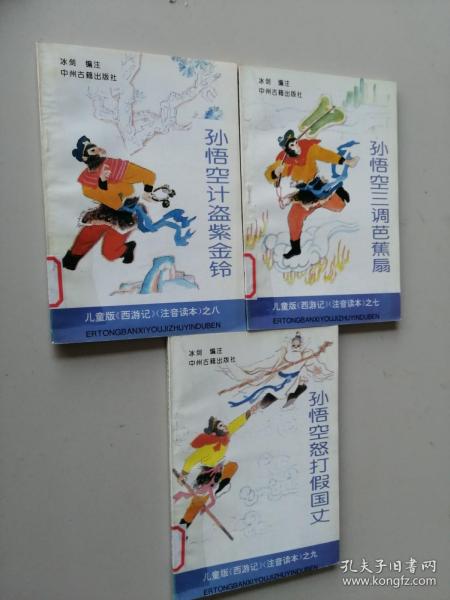 冰剑 编注
中州古籍出版社
孙悟空计盗紫金铃
儿童版《西游记》(注音读本)之八
ERTONGBANXIYOUJIZHUYINDUBEN
冰剑 编注
中州古籍出版社
孙悟空三调芭蕉扇
儿童版《西游记》(注音读本)之七
ERTONGBANXIYOUJIZHUYINDUBEN
冰剑 编注
中州古籍出版社
孙悟空怒打假国丈
儿童版《西游记》(注音读本)之九
ERTONGBANXIYOUJIZHUYINDUBEN
孔夫子旧书网
www.kongfz.com